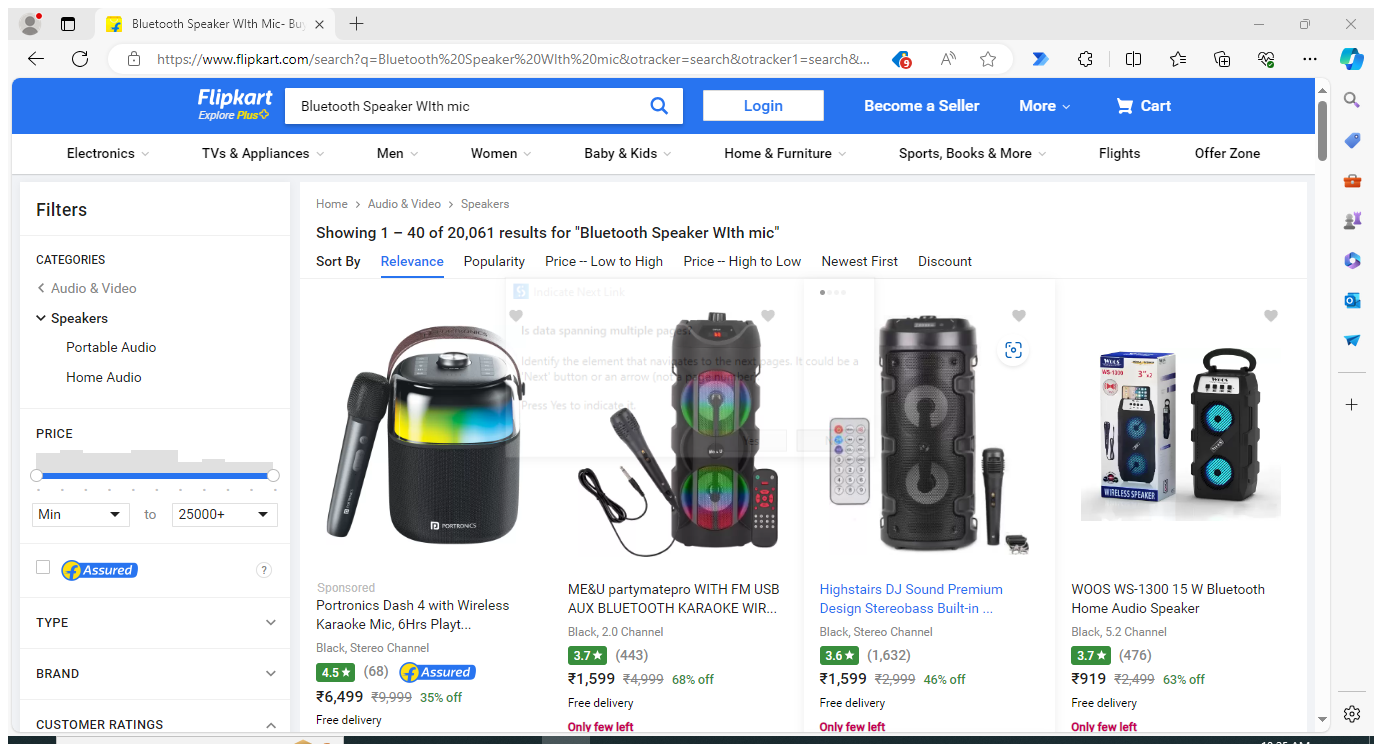 Bluetooth Speaker WIth Mic- Bu
https://www.flipkart.com/search?q=Bluetooth%20Speaker%20WIth%20mic&otracker=search&otracker1=search&...
9
Flipkart
Explore Plus
Bluetooth Speaker WIth mic
Login
Become a Seller
More
Cart
Electronics
TVs & Appliances
Men
Women
Baby & Kids
Home & Furniture
Sports, Books & More
Flights
Offer Zone
Filters
CATEGORIES
Audio & Video
Speakers
Portable Audio
Home Audio
PRICE
Min
to
25000+
Assured
?
TYPE
BRAND
CUSTOMER RATINGS
Home > Audio & Video > Speakers
Showing 1 – 40 of 20,061 results for "Bluetooth Speaker WIth mic"
Sort By Relevance Popularity Price -- Low to High Price -- High to Low Newest First Discount
Indicate Next Link
Is data spanning multiple pages?
Identify the element that navigates to the next pages. It could be a
'Next' button or an arrow (not a page number
Press Yes to indicate it.
PORTRONICS
Sponsored
Portronics Dash 4 with Wireless
Karaoke Mic, 6Hrs Playt...
Black, Stereo Channel
4.5 (68) Assured
₹6,499 ₹9,999 35% off
Free delivery
ME&U partymatepro WITH FM USB
AUX BLUETOOTH KARAOKE WIR...
Black, 2.0 Channel
3.7 (443)
₹1,599 ₹4,999 68% off
Free delivery
Only few left
Highstairs DJ Sound Premium
Design Stereobass Built-in ...
Black, Stereo Channel
3.6 (1,632)
₹1,599 ₹2,999 46% off
Free delivery
Only few left
WOOS
WS-1309
3"x2
WIRELESS SPEAKER
WOOS
WOOS WS-1300 15 W Bluetooth
Home Audio Speaker
Black, 5.2 Channel
3.7 (476)
₹919 ₹2,499 63% off
Free delivery
Only few left